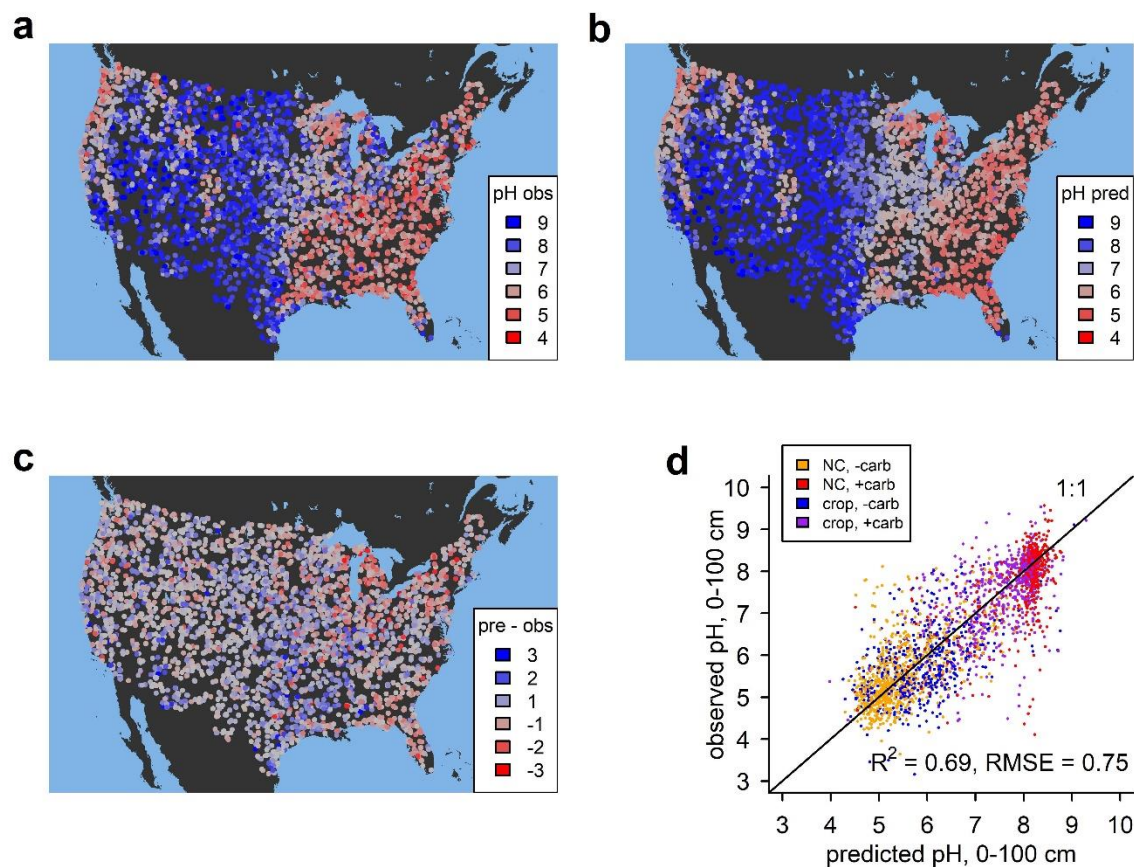 a
pH obs
9
8
7
6
5
4
b
pH pred
9
8
7
6
5
4
c
pre - obs
3
2
1
-1
-2
-3
d
NC, -carb
NC, +carb
crop, -carb
crop, +carb
1:1
observed pH, 0-100 cm
10
9
8
7
6
5
4
3
R² = 0.69, RMSE = 0.75
3 4 5 6 7 8 9 10
predicted pH, 0-100 cm